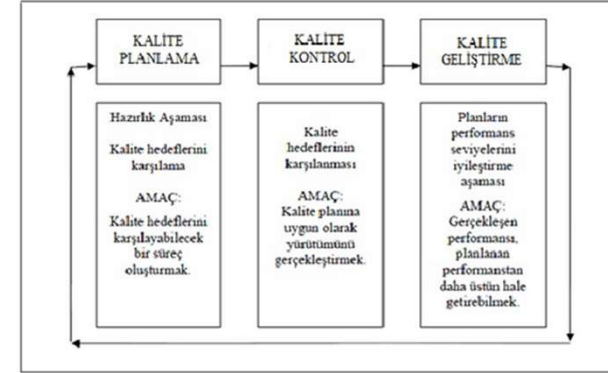 KALİTE
PLANLAMA
KALİTE
KONTROL
KALİTE
GELİŞTİRME
Hazırlık Aşaması
Kalite hedeflerini
karşılama
AMAÇ:
Kalite hedeflerini
karşılayabilecek
bir süreç
oluşturmak.
Kalite
hedeflerinin
karşılanması
AMAÇ:
Kalite planına
uygun olarak
yürütümünü
gerçekleştirmek.
Planların
performans
seviyelerini
iyileştirme
aşaması
AMAÇ:
Gerçekleşen
performansı,
planlanan
performanstan
daha üstün hale
getirebilmek.